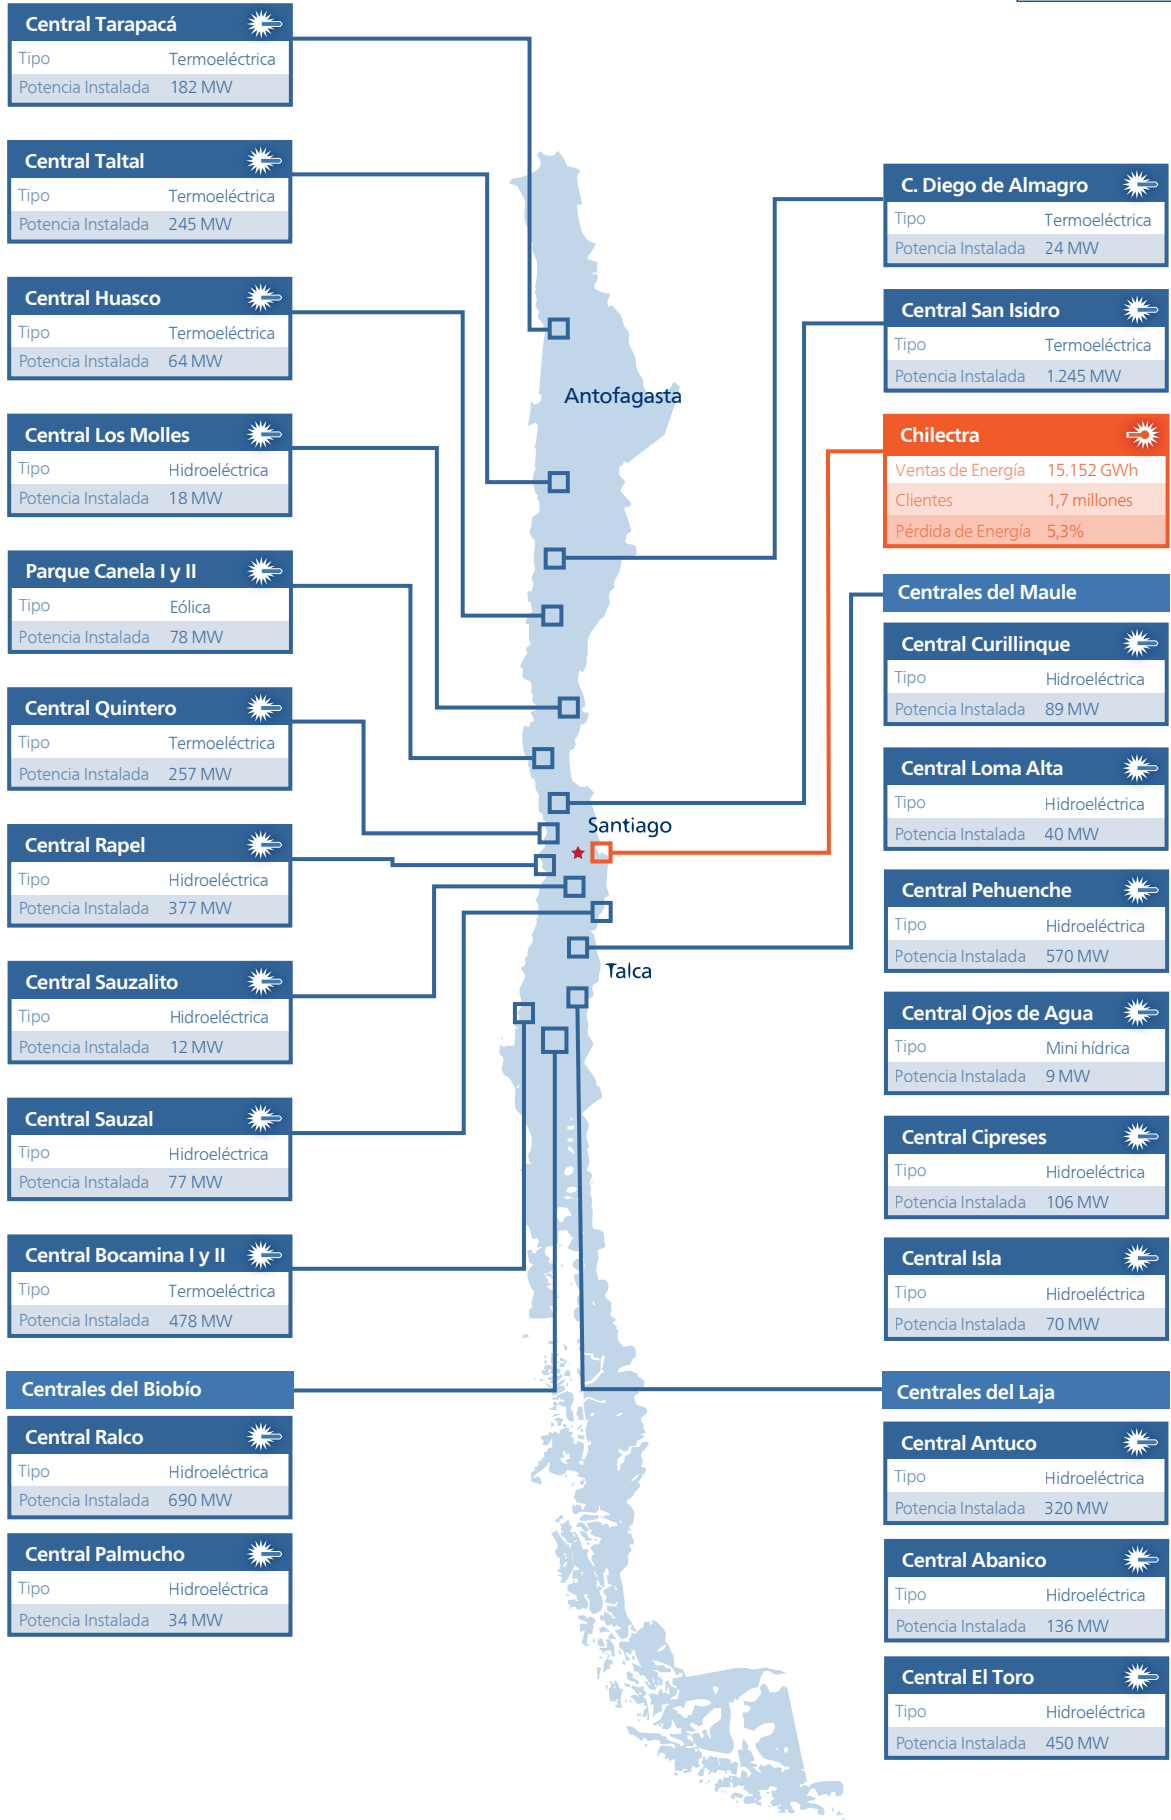 Central Tarapacá
Tipo Termoeléctrica
Potencia Instalada 182 MW
Central Taltal
Tipo Termoeléctrica
Potencia Instalada 245 MW
Central Huasco
Tipo Termoeléctrica
Potencia Instalada 64 MW
Central Los Molles
Tipo Hidroeléctrica
Potencia Instalada 18 MW
Parque Canela I y II
Tipo Eólica
Potencia Instalada 78 MW
Central Quintero
Tipo Termoeléctrica
Potencia Instalada 257 MW
Central Rapel
Tipo Hidroeléctrica
Potencia Instalada 377 MW
Central Sauzalito
Tipo Hidroeléctrica
Potencia Instalada 12 MW
Central Sauzal
Tipo Hidroeléctrica
Potencia Instalada 77 MW
Central Bocamina I y II
Tipo Termoeléctrica
Potencia Instalada 478 MW
Centrales del Biobío
Central Ralco
Tipo Hidroeléctrica
Potencia Instalada 690 MW
Central Palmucho
Tipo Hidroeléctrica
Potencia Instalada 34 MW
Antofagasta
Santiago
Talca
C. Diego de Almagro
Tipo Termoeléctrica
Potencia Instalada 24 MW
Central San Isidro
Tipo Termoeléctrica
Potencia Instalada 1.245 MW
Chilectra
Ventas de Energía 15.152 GWh
Clientes 1,7 millones
Pérdida de Energía 5,3%
Centrales del Maule
Central Curillinque
Tipo Hidroeléctrica
Potencia Instalada 89 MW
Central Loma Alta
Tipo Hidroeléctrica
Potencia Instalada 40 MW
Central Pehuenche
Tipo Hidroeléctrica
Potencia Instalada 570 MW
Central Ojos de Agua
Tipo Mini hídrica
Potencia Instalada 9 MW
Central Cipreses
Tipo Hidroeléctrica
Potencia Instalada 106 MW
Central Isla
Tipo Hidroeléctrica
Potencia Instalada 70 MW
Centrales del Laja
Central Antuco
Tipo Hidroeléctrica
Potencia Instalada 320 MW
Central Abanico
Tipo Hidroeléctrica
Potencia Instalada 136 MW
Central El Toro
Tipo Hidroeléctrica
Potencia Instalada 450 MW